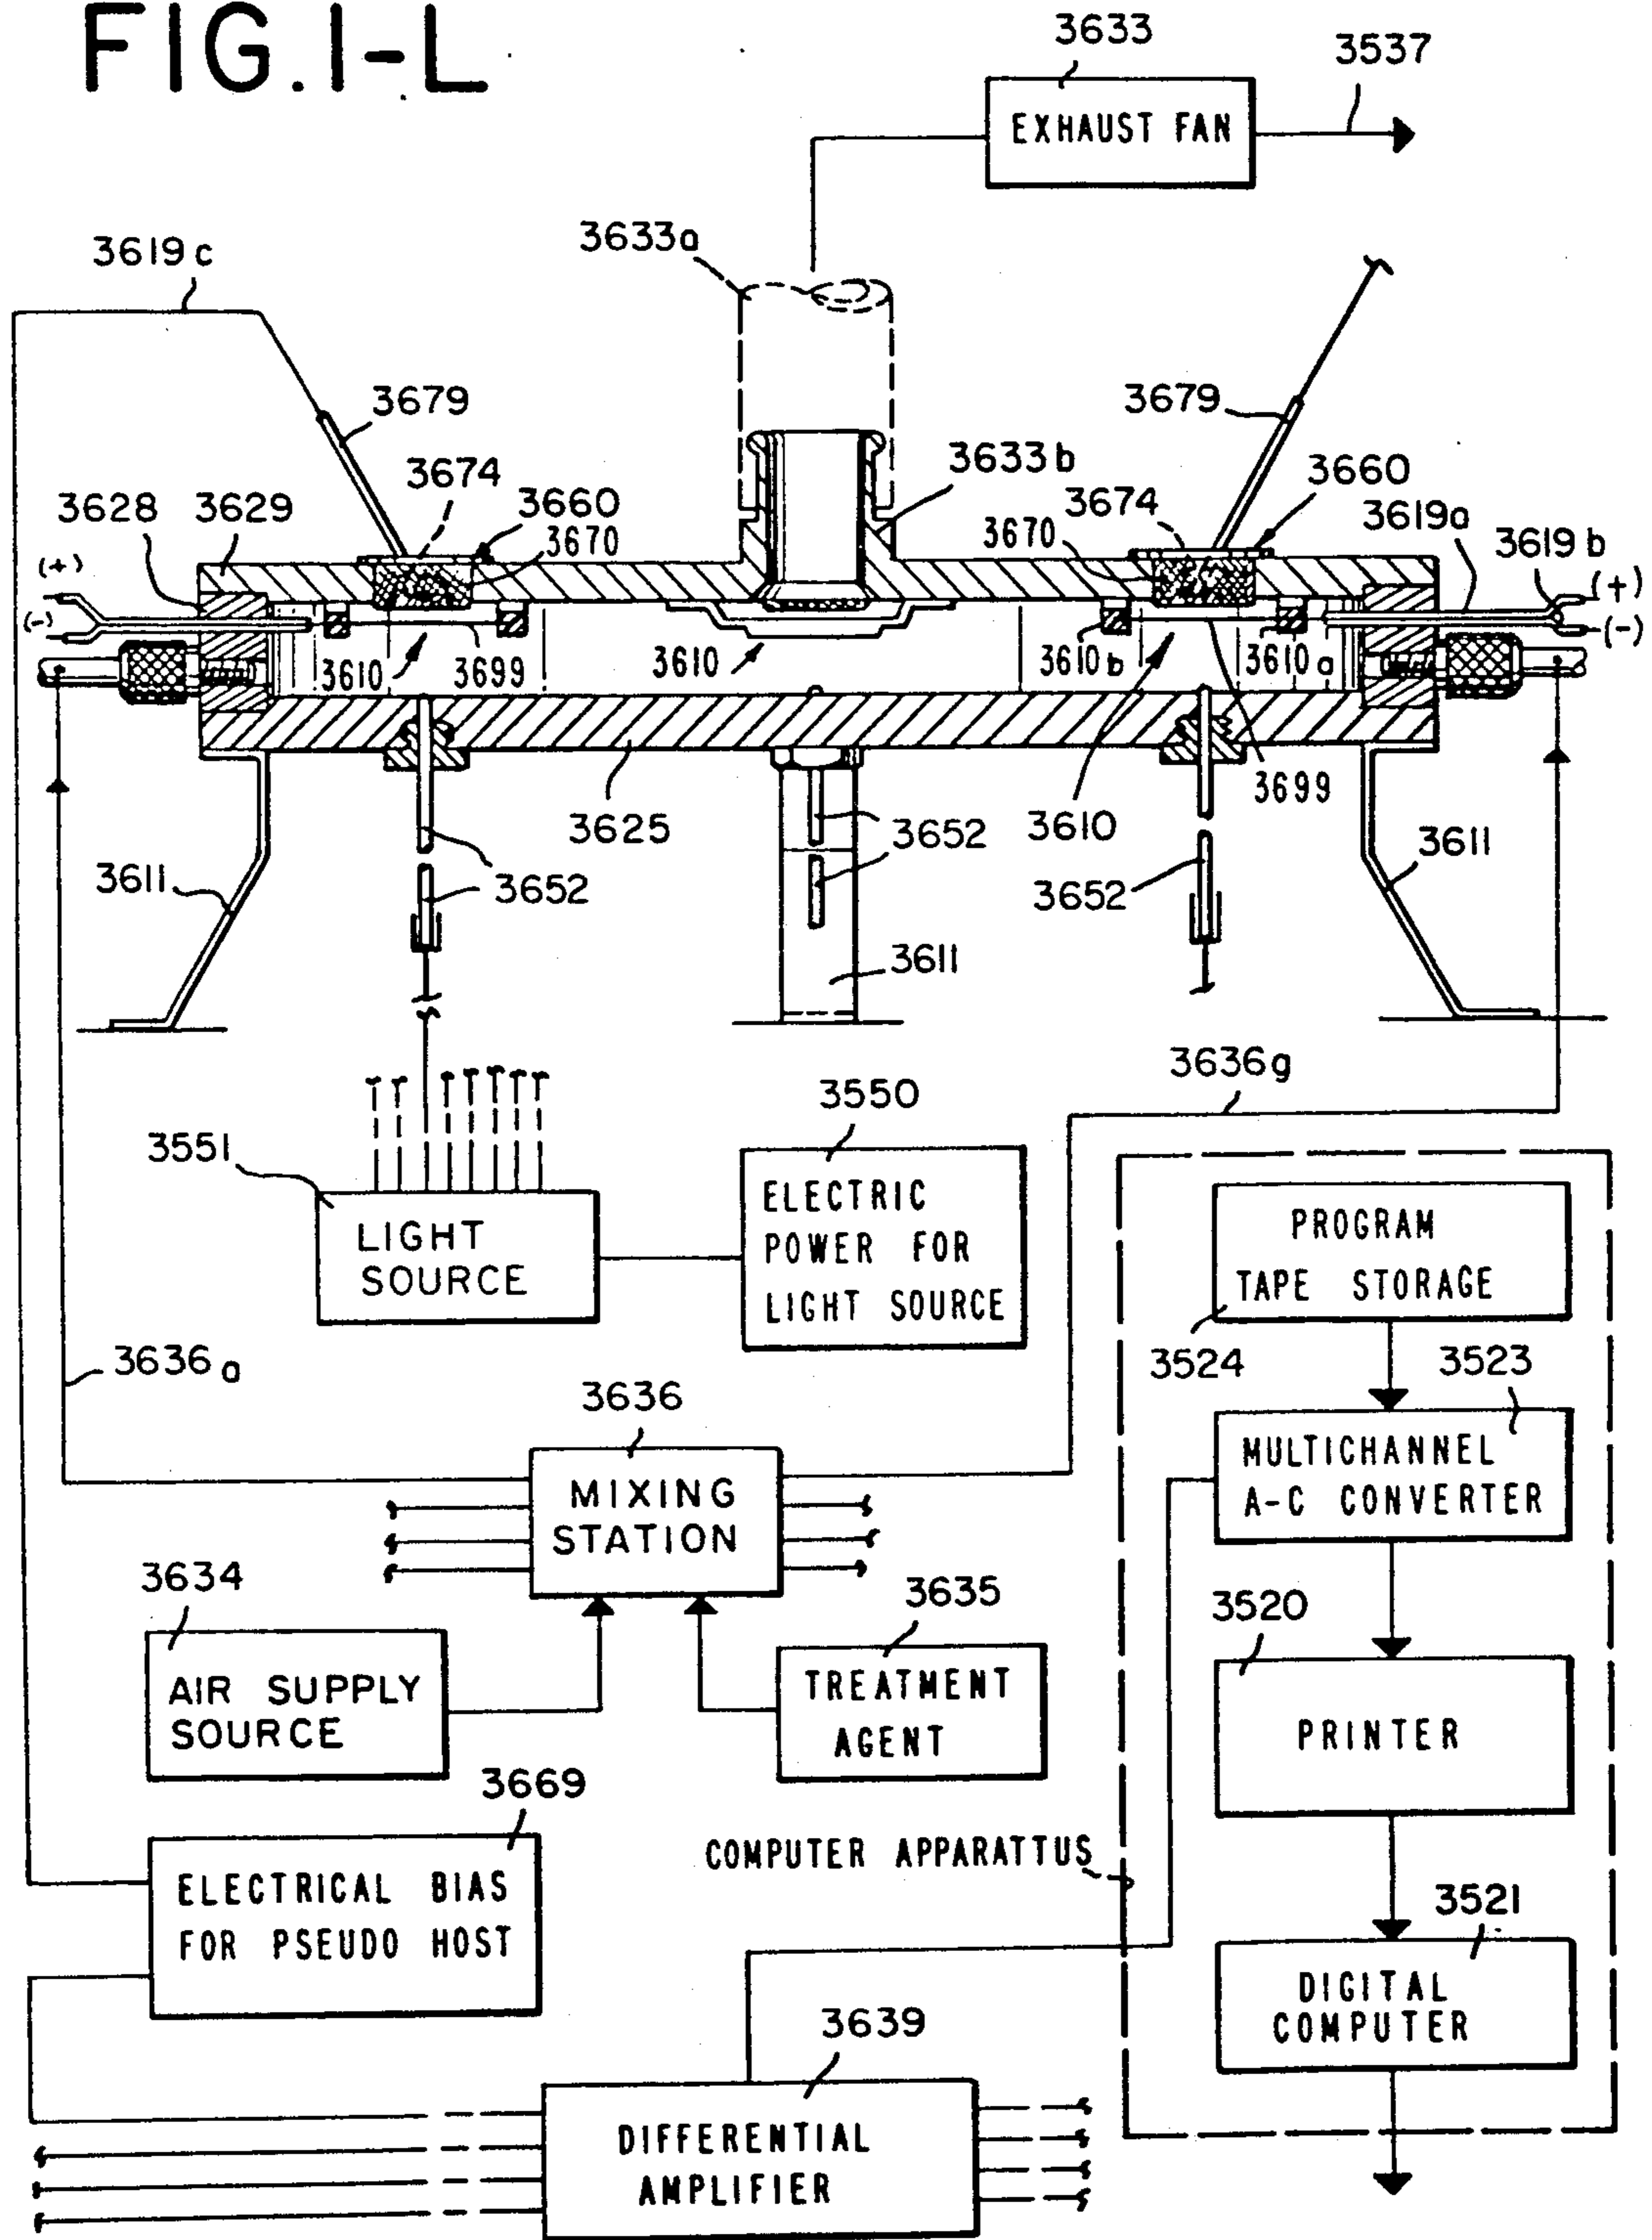 FIG.1-L
3633
3537
EXHAUST FAN
3633a
3619c
3679
3679
3674
3660
3633b
3674
3660
3628
3629
3670
3670
3619a
3619b
(+)
(-)
(+)
(-)
3610
3699
3610
3610b
3610a
3625
3652
3610
3699
3611
3652
3652
3611
3611
3636g
3550
3551
LIGHT
SOURCE
ELECTRIC
POWER FOR
LIGHT SOURCE
PROGRAM
TAPE STORAGE
3524
3523
3636a
3636
MIXING
STATION
MULTICHANNEL
A-C CONVERTER
3634
3635
3520
AIR SUPPLY
SOURCE
TREATMENT
AGENT
PRINTER
3669
COMPUTER APPARATTUS
ELECTRICAL BIAS
FOR PSEUDO HOST
3521
DIGITAL
COMPUTER
3639
DIFFERENTIAL
AMPLIFIER